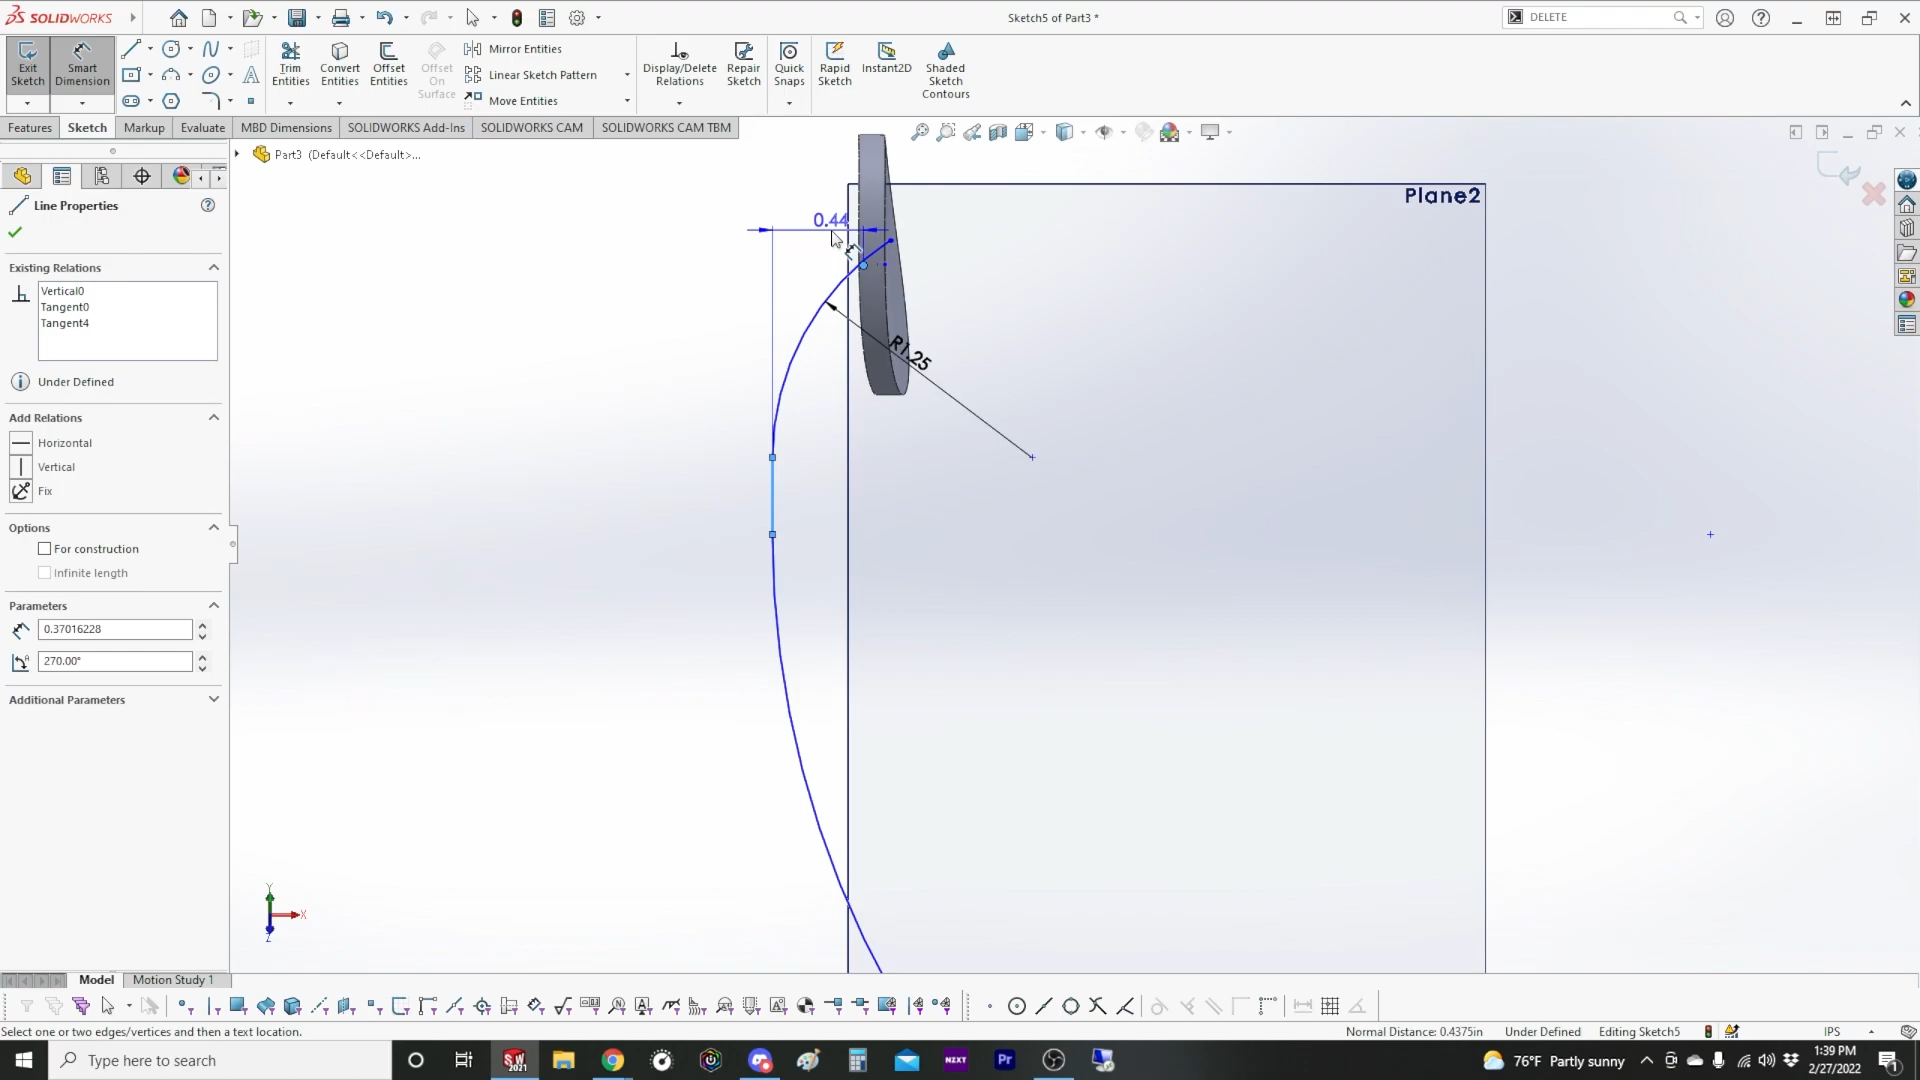 SOLIDWORKS
Sketch5 of Part3 *
DELETE
Exit Sketch
Smart Dimension
Trim Entities
Convert Entities
Offset Entities
Offset On Surface
Mirror Entities
Linear Sketch Pattern
Move Entities
Display/Delete Relations
Repair Sketch
Quick Snaps
Rapid Sketch
Instant2D
Shaded Sketch Contours
Features
Sketch
Markup
Evaluate
MBD Dimensions
SOLIDWORKS Add-Ins
SOLIDWORKS CAM
SOLIDWORKS CAM TBM
Part3 (Default<<Default>...
Plane2
0.44
R1.25
Line Properties
Existing Relations
Vertical0
Tangent0
Tangent4
Under Defined
Add Relations
Horizontal
Vertical
Fix
Options
For construction
Infinite length
Parameters
0.37016228
270.00°
Additional Parameters
Y
X
Z
Model
Motion Study 1
Select one or two edges/vertices and then a text location.
Normal Distance: 0.4375in
Under Defined
Editing Sketch5
IPS
Type here to search
SW
2021
NZXT
Pr
76°F Partly sunny
1:39 PM
2/27/2022
1